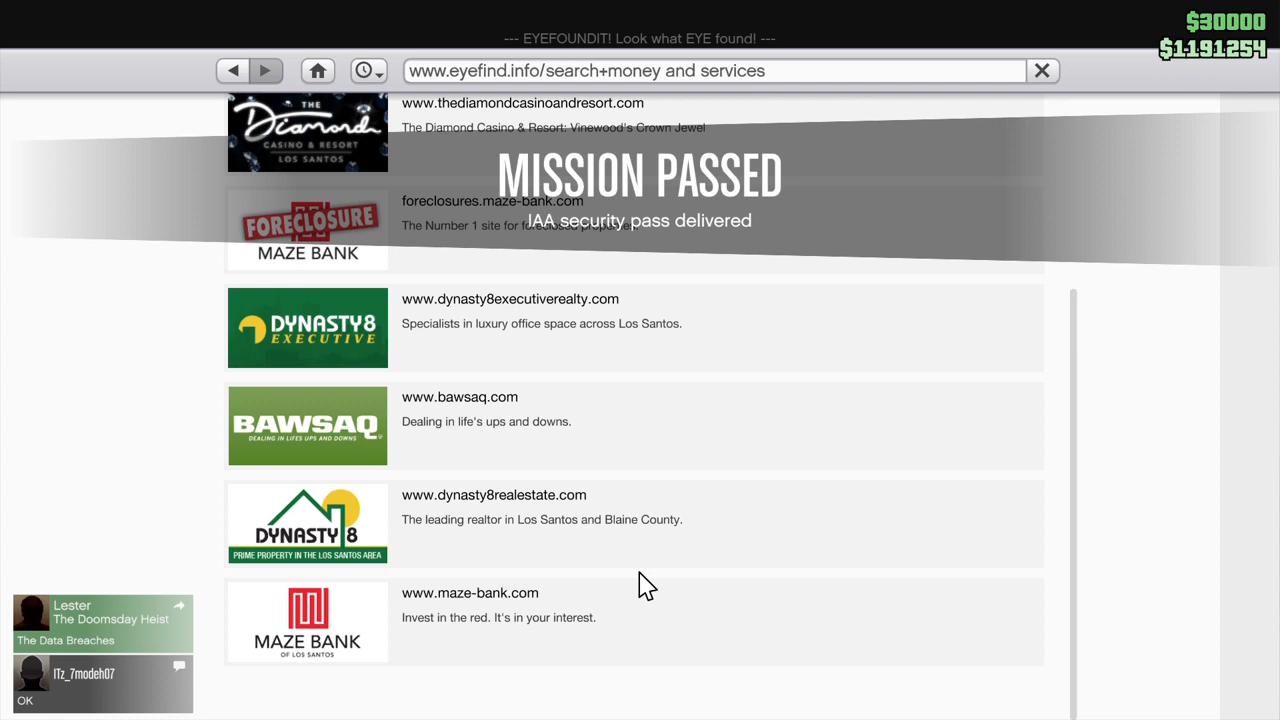 $30000
$1191254
--- EYEFOUNDIT! Look what EYE found! ---
www.eyefind.info/search+money and services
THE
Diamond
CASINO & RESORT
LOS SANTOS
www.thediamondcasinoandresort.com
The Diamond Casino & Resort: Vinewood's Crown Jewel
MISSION PASSED
IAA security pass delivered
FORECLOSURE
MAZE BANK
foreclosures.maze-bank.com
The Number 1 site for foreclosed
DYNASTY8
EXECUTIVE
www.dynasty8executiverealty.com
Specialists in luxury office space across Los Santos.
BAWSAQ
DEALING IN LIFES UPS AND DOWNS
www.bawsaq.com
Dealing in life's ups and downs.
DYNASTY 8
PRIME PROPERTY IN THE LOS SANTOS AREA
www.dynasty8realestate.com
The leading realtor in Los Santos and Blaine County.
MAZE BANK
OF LOS SANTOS
www.maze-bank.com
Invest in the red. It's in your interest.
Lester
The Doomsday Heist
The Data Breaches
ITz_7modeh07
OK